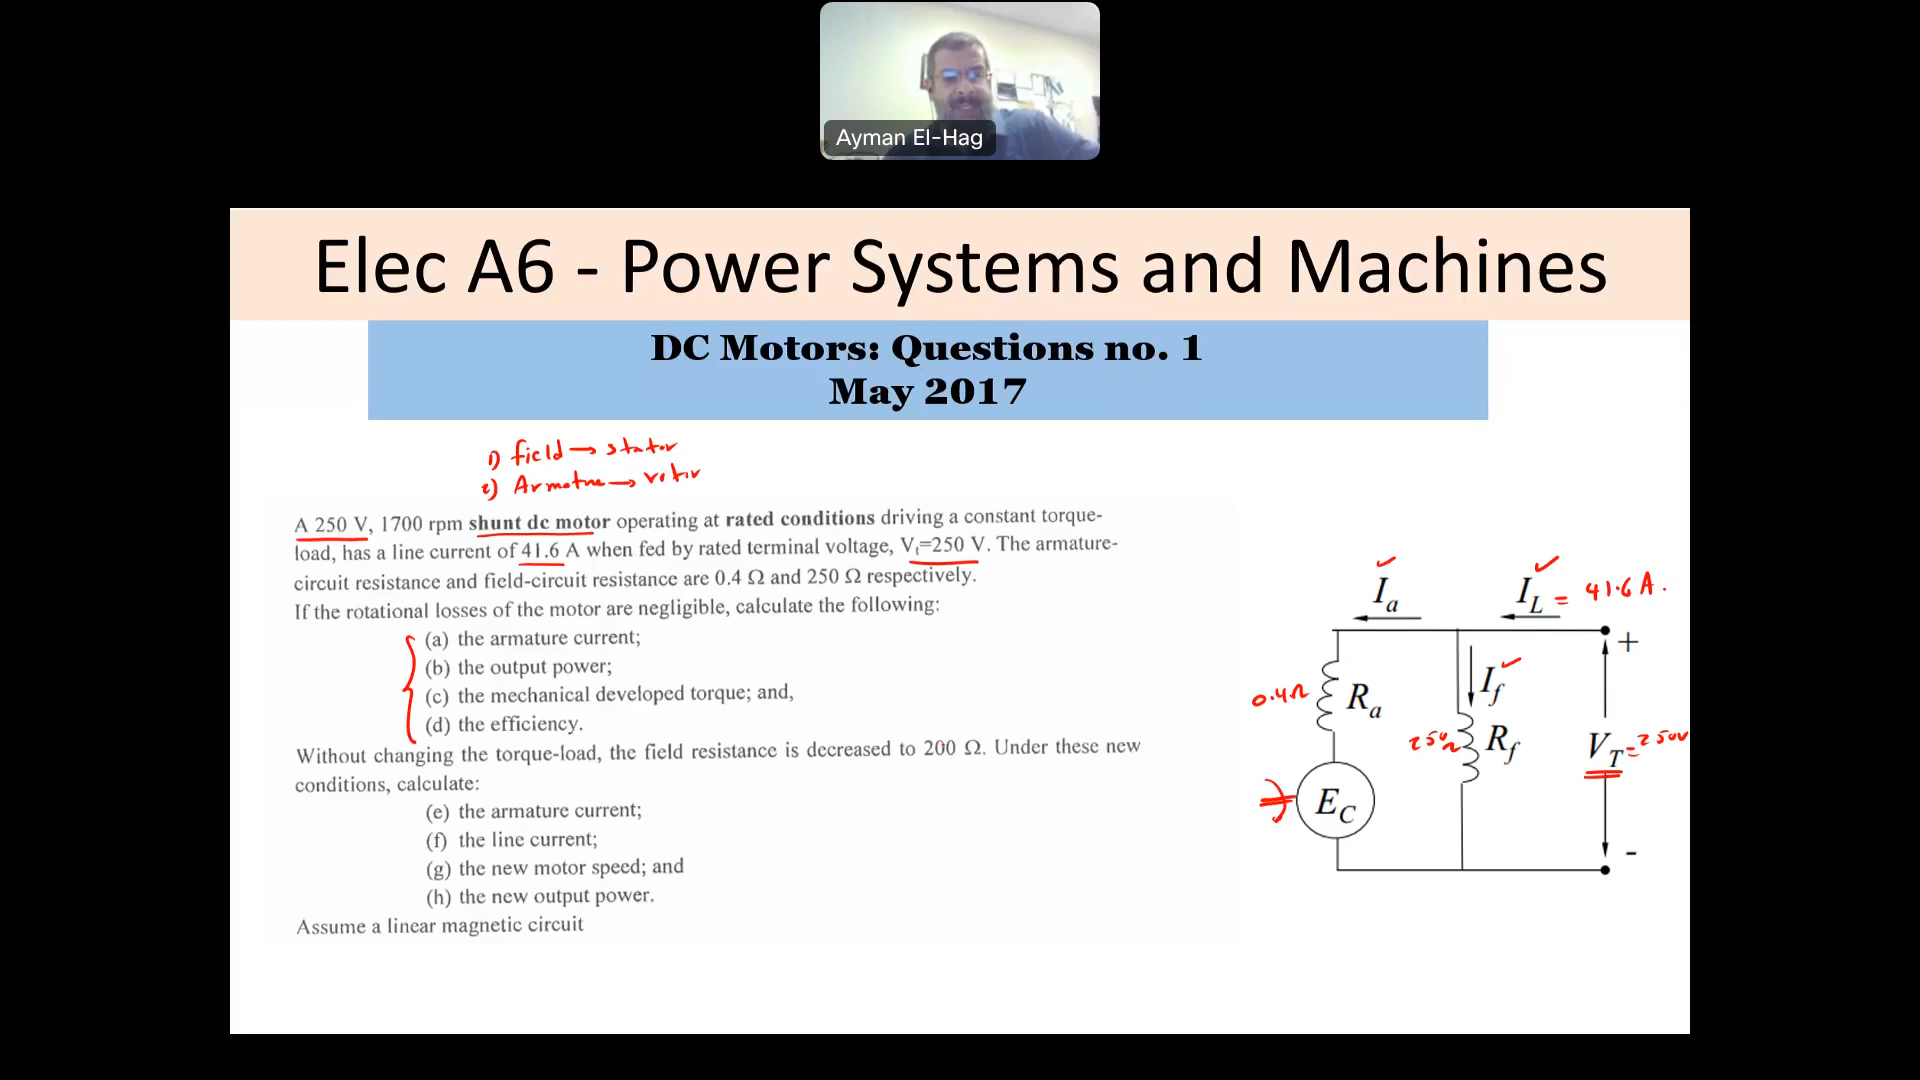 Ayman El-Hag
Elec A6 - Power Systems and Machines
DC Motors: Questions no. 1
May 2017
1) field → stator
2) Armature → rotor
A 250 V, 1700 rpm shunt dc motor operating at rated conditions driving a constant torque-
load, has a line current of 41.6 A when fed by rated terminal voltage, Vt=250 V. The armature-
circuit resistance and field-circuit resistance are 0.4 Ω and 250 Ω respectively.
If the rotational losses of the motor are negligible, calculate the following:
(a) the armature current;
(b) the output power;
(c) the mechanical developed torque; and,
(d) the efficiency.
Without changing the torque-load, the field resistance is decreased to 200 Ω. Under these new
conditions, calculate:
(e) the armature current;
(f) the line current;
(g) the new motor speed; and
(h) the new output power.
Assume a linear magnetic circuit
Ia
IL = 41.6 A.
+
If
0.4Ω Ra
250Ω Rf
VT = 250V
EC
-